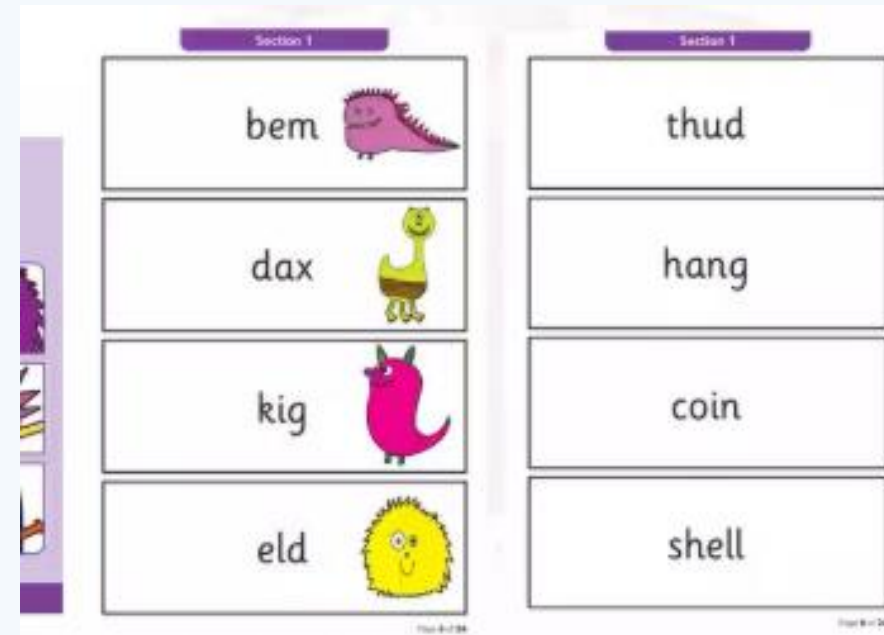 Section 1
bem
dax
kig
eld
Section 1
thud
hang
coin
shell